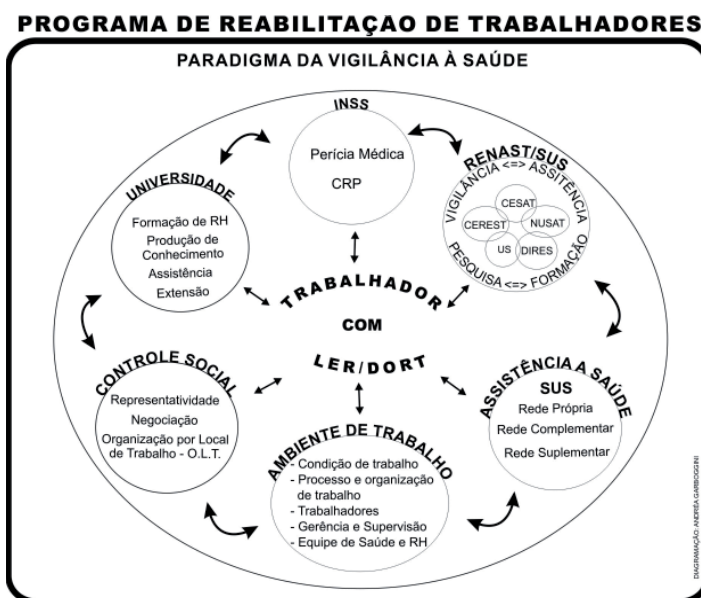 PROGRAMA DE REABILITAÇAO DE TRABALHADORES
PARADIGMA DA VIGILÂNCIA À SAÚDE
INSS
Perícia Médica
CRP
RENAST/SUS
VIGILÂNCIA <=> ASSITÊNCIA
CESAT
CEREST
NUSAT
US
DIRES
PESQUISA <=> FORMAÇÃO
UNIVERSIDADE
Formação de RH
Produção de
Conhecimento
Assistência
Extensão
TRABALHADOR
COM
LER/DORT
CONTROLE SOCIAL
Representatividade
Negociação
Organização por Local
de Trabalho - O.L.T.
ASSISTÊNCIA A SAÚDE
SUS
Rede Própria
Rede Complementar
Rede Suplementar
AMBIENTE DE TRABALHO
- Condição de trabalho
- Processo e organização
de trabalho
- Trabalhadores
- Gerência e Supervisão
- Equipe de Saúde e RH
DIAGRAMAÇÃO: ANDRÉA GARBOGGINI